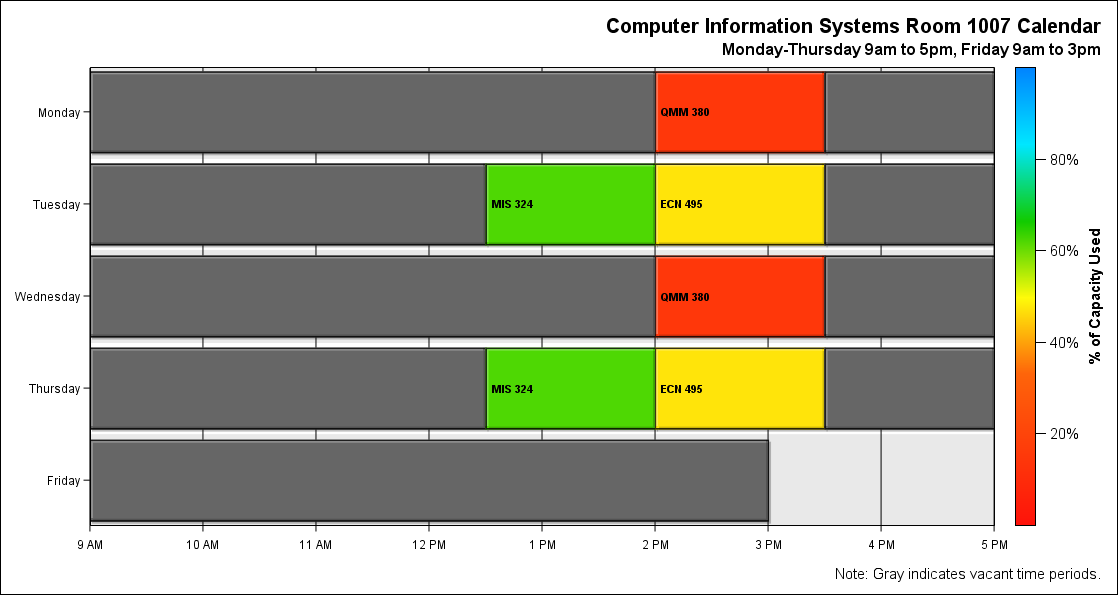 Computer Information Systems Room 1007 Calendar
Monday-Thursday 9am to 5pm, Friday 9am to 3pm
Monday
QMM 380
Tuesday
MIS 324
ECN 495
Wednesday
QMM 380
Thursday
MIS 324
ECN 495
Friday
9 AM
10 AM
11 AM
12 PM
1 PM
2 PM
3 PM
4 PM
5 PM
80%
60%
40%
20%
% of Capacity Used
Note: Gray indicates vacant time periods.